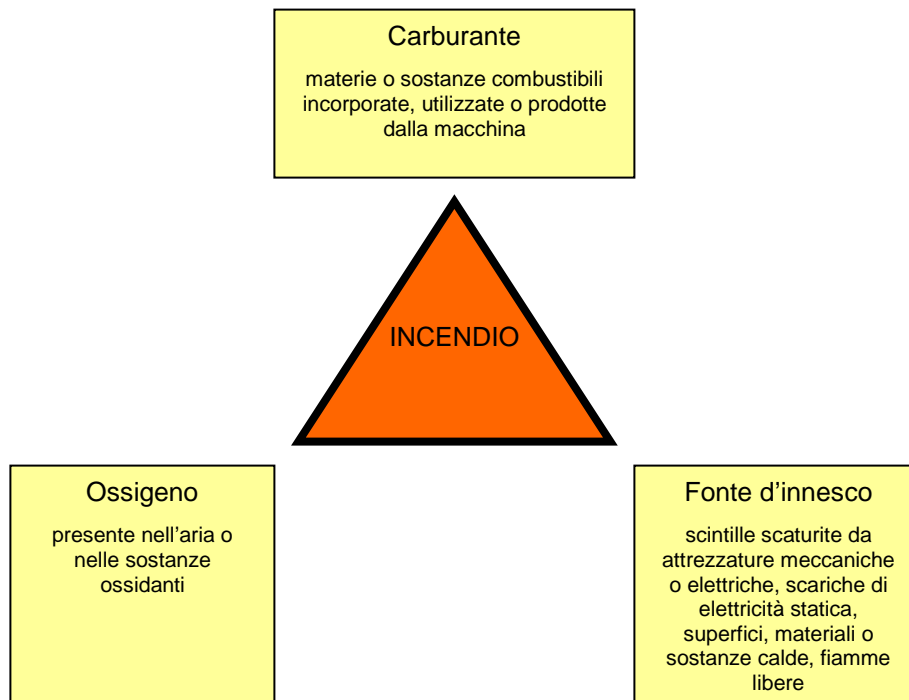 Carburante
materie o sostanze combustibili
incorporate, utilizzate o prodotte
dalla macchina
INCENDIO
Ossigeno
presente nell'aria o
nelle sostanze
ossidanti
Fonte d'innesco
scintille scaturite da
attrezzature meccaniche
o elettriche, scariche di
elettricità statica,
superfici, materiali o
sostanze calde, fiamme
libere